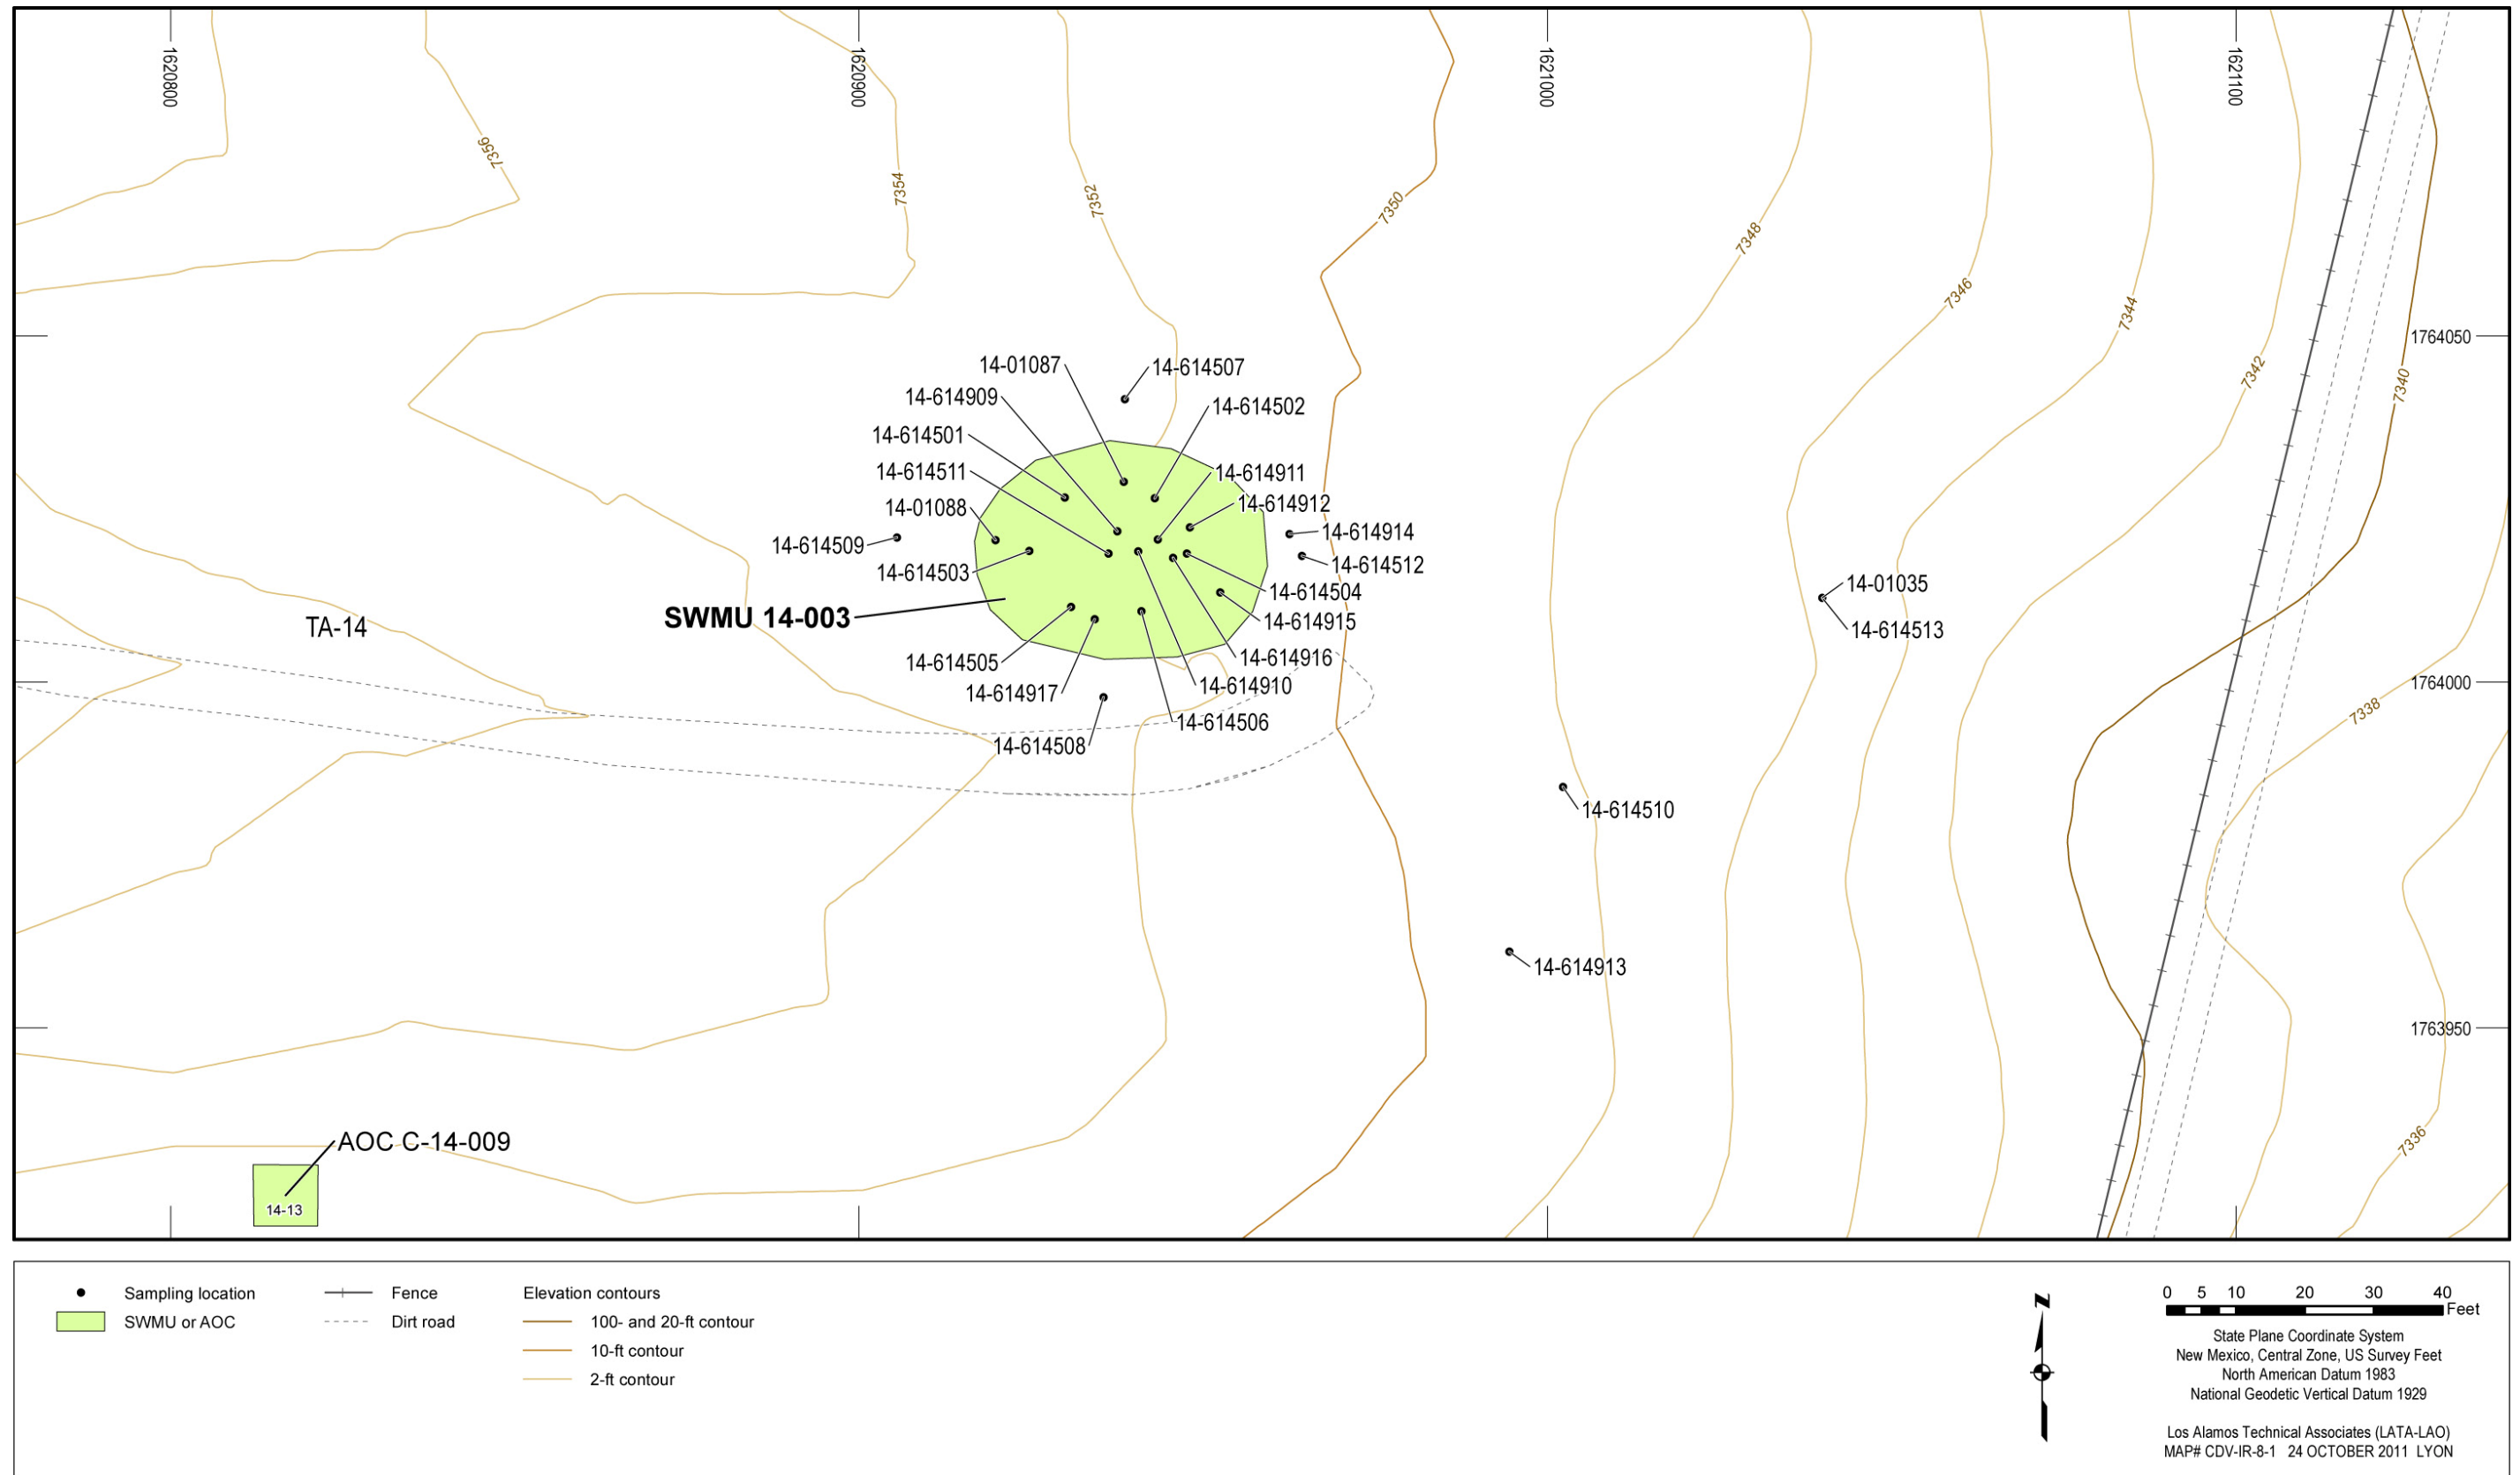 1620800
1620900
1621000
1621100
7356
7354
7352
7350
7348
7346
7344
7342
7340
7338
7336
1764050
1764000
1763950
14-01087
14-614507
14-614909
14-614502
14-614501
14-614511
14-614911
14-01088
14-614912
14-614914
14-614509
14-614512
14-614503
14-614504
14-01035
SWMU 14-003
14-614915
TA-14
14-614513
14-614505
14-614916
14-614917
14-614910
14-614506
14-614508
14-614510
14-614913
AOC C-14-009
14-13
Sampling location
SWMU or AOC
Fence
Dirt road
Elevation contours
100- and 20-ft contour
10-ft contour
2-ft contour
N
0 5 10 20 30 40
Feet
State Plane Coordinate System
New Mexico, Central Zone, US Survey Feet
North American Datum 1983
National Geodetic Vertical Datum 1929
Los Alamos Technical Associates (LATA-LAO)
MAP# CDV-IR-8-1 24 OCTOBER 2011 LYON